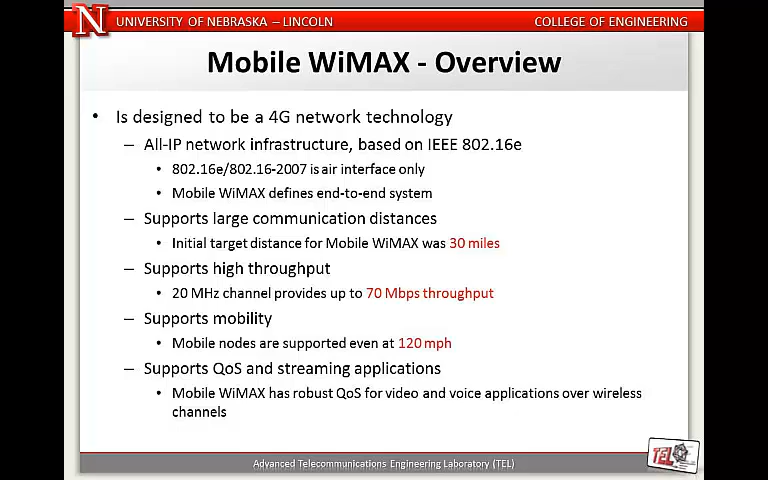 N UNIVERSITY OF NEBRASKA – LINCOLN COLLEGE OF ENGINEERING
Mobile WiMAX - Overview
• Is designed to be a 4G network technology
– All-IP network infrastructure, based on IEEE 802.16e
• 802.16e/802.16-2007 is air interface only
• Mobile WiMAX defines end-to-end system
– Supports large communication distances
• Initial target distance for Mobile WiMAX was 30 miles
– Supports high throughput
• 20 MHz channel provides up to 70 Mbps throughput
– Supports mobility
• Mobile nodes are supported even at 120 mph
– Supports QoS and streaming applications
• Mobile WiMAX has robust QoS for video and voice applications over wireless
channels
Advanced Telecommunications Engineering Laboratory (TEL)
TEL